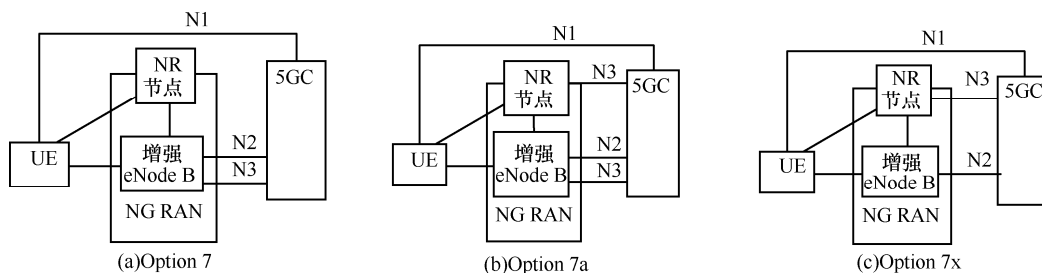 N1
NR
节点
5GC
UE
增强
eNode B
N2
N3
NG RAN
(a)Option 7
N1
NR
节点
N3
5GC
UE
增强
eNode B
N2
N3
NG RAN
(b)Option 7a
N1
NR
节点
N3
5GC
UE
增强
eNode B
N2
NG RAN
(c)Option 7x